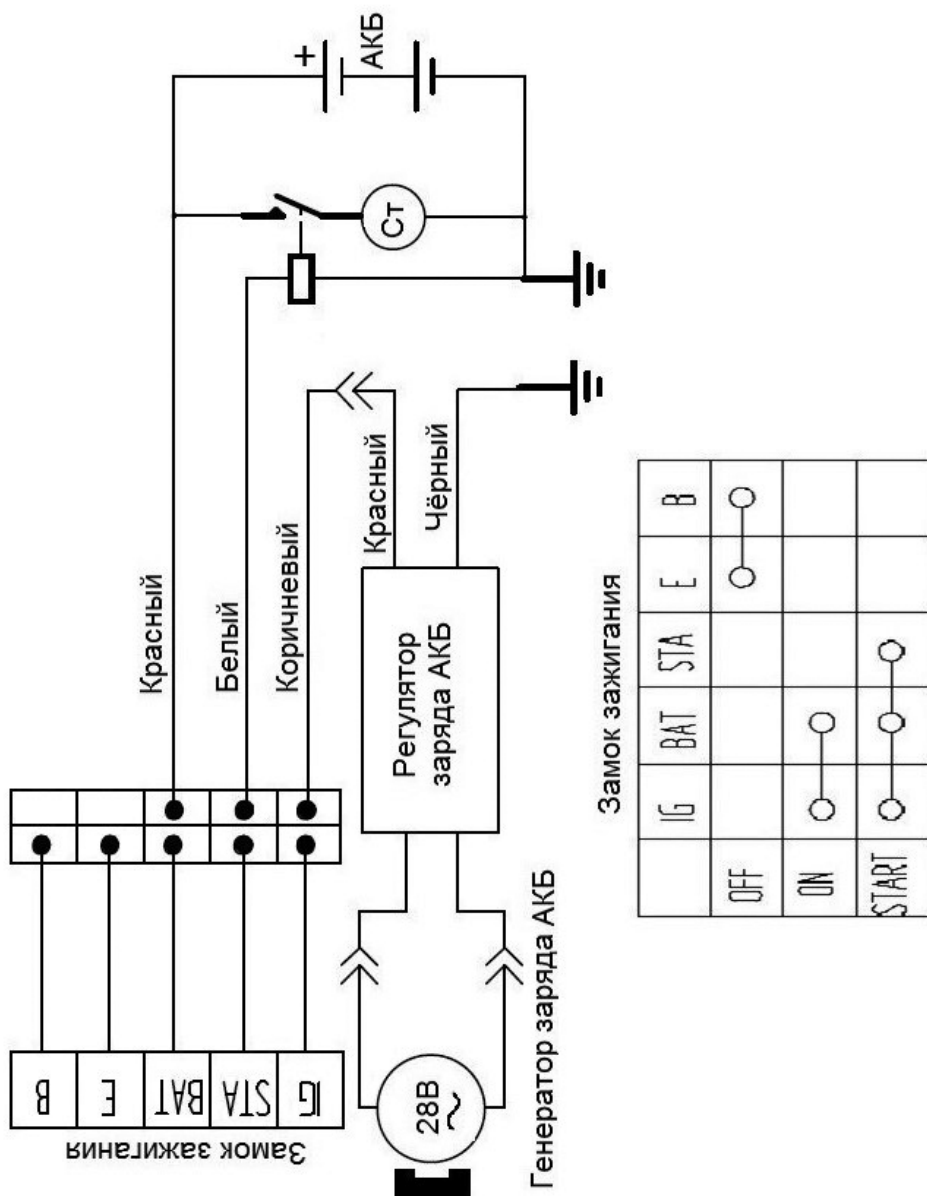 +
АКБ
Ст
Красный
Белый
Коричневый
Красный
Чёрный
Регулятор
заряда АКБ
B
E
BAT
STA
IG
Замок зажигания
28В
~
Генератор заряда АКБ
Замок зажигания
IG BAT STA E B
OFF
ON
START